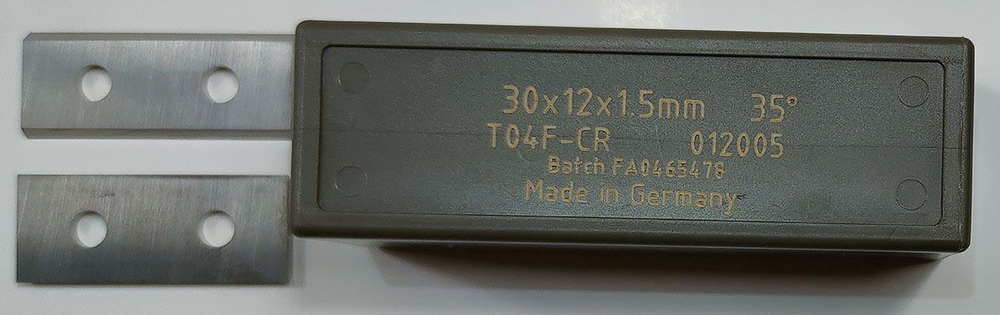 30x12x1.5mm 35°
T04F-CR 012005
Batch FA0465478
Made in Germany